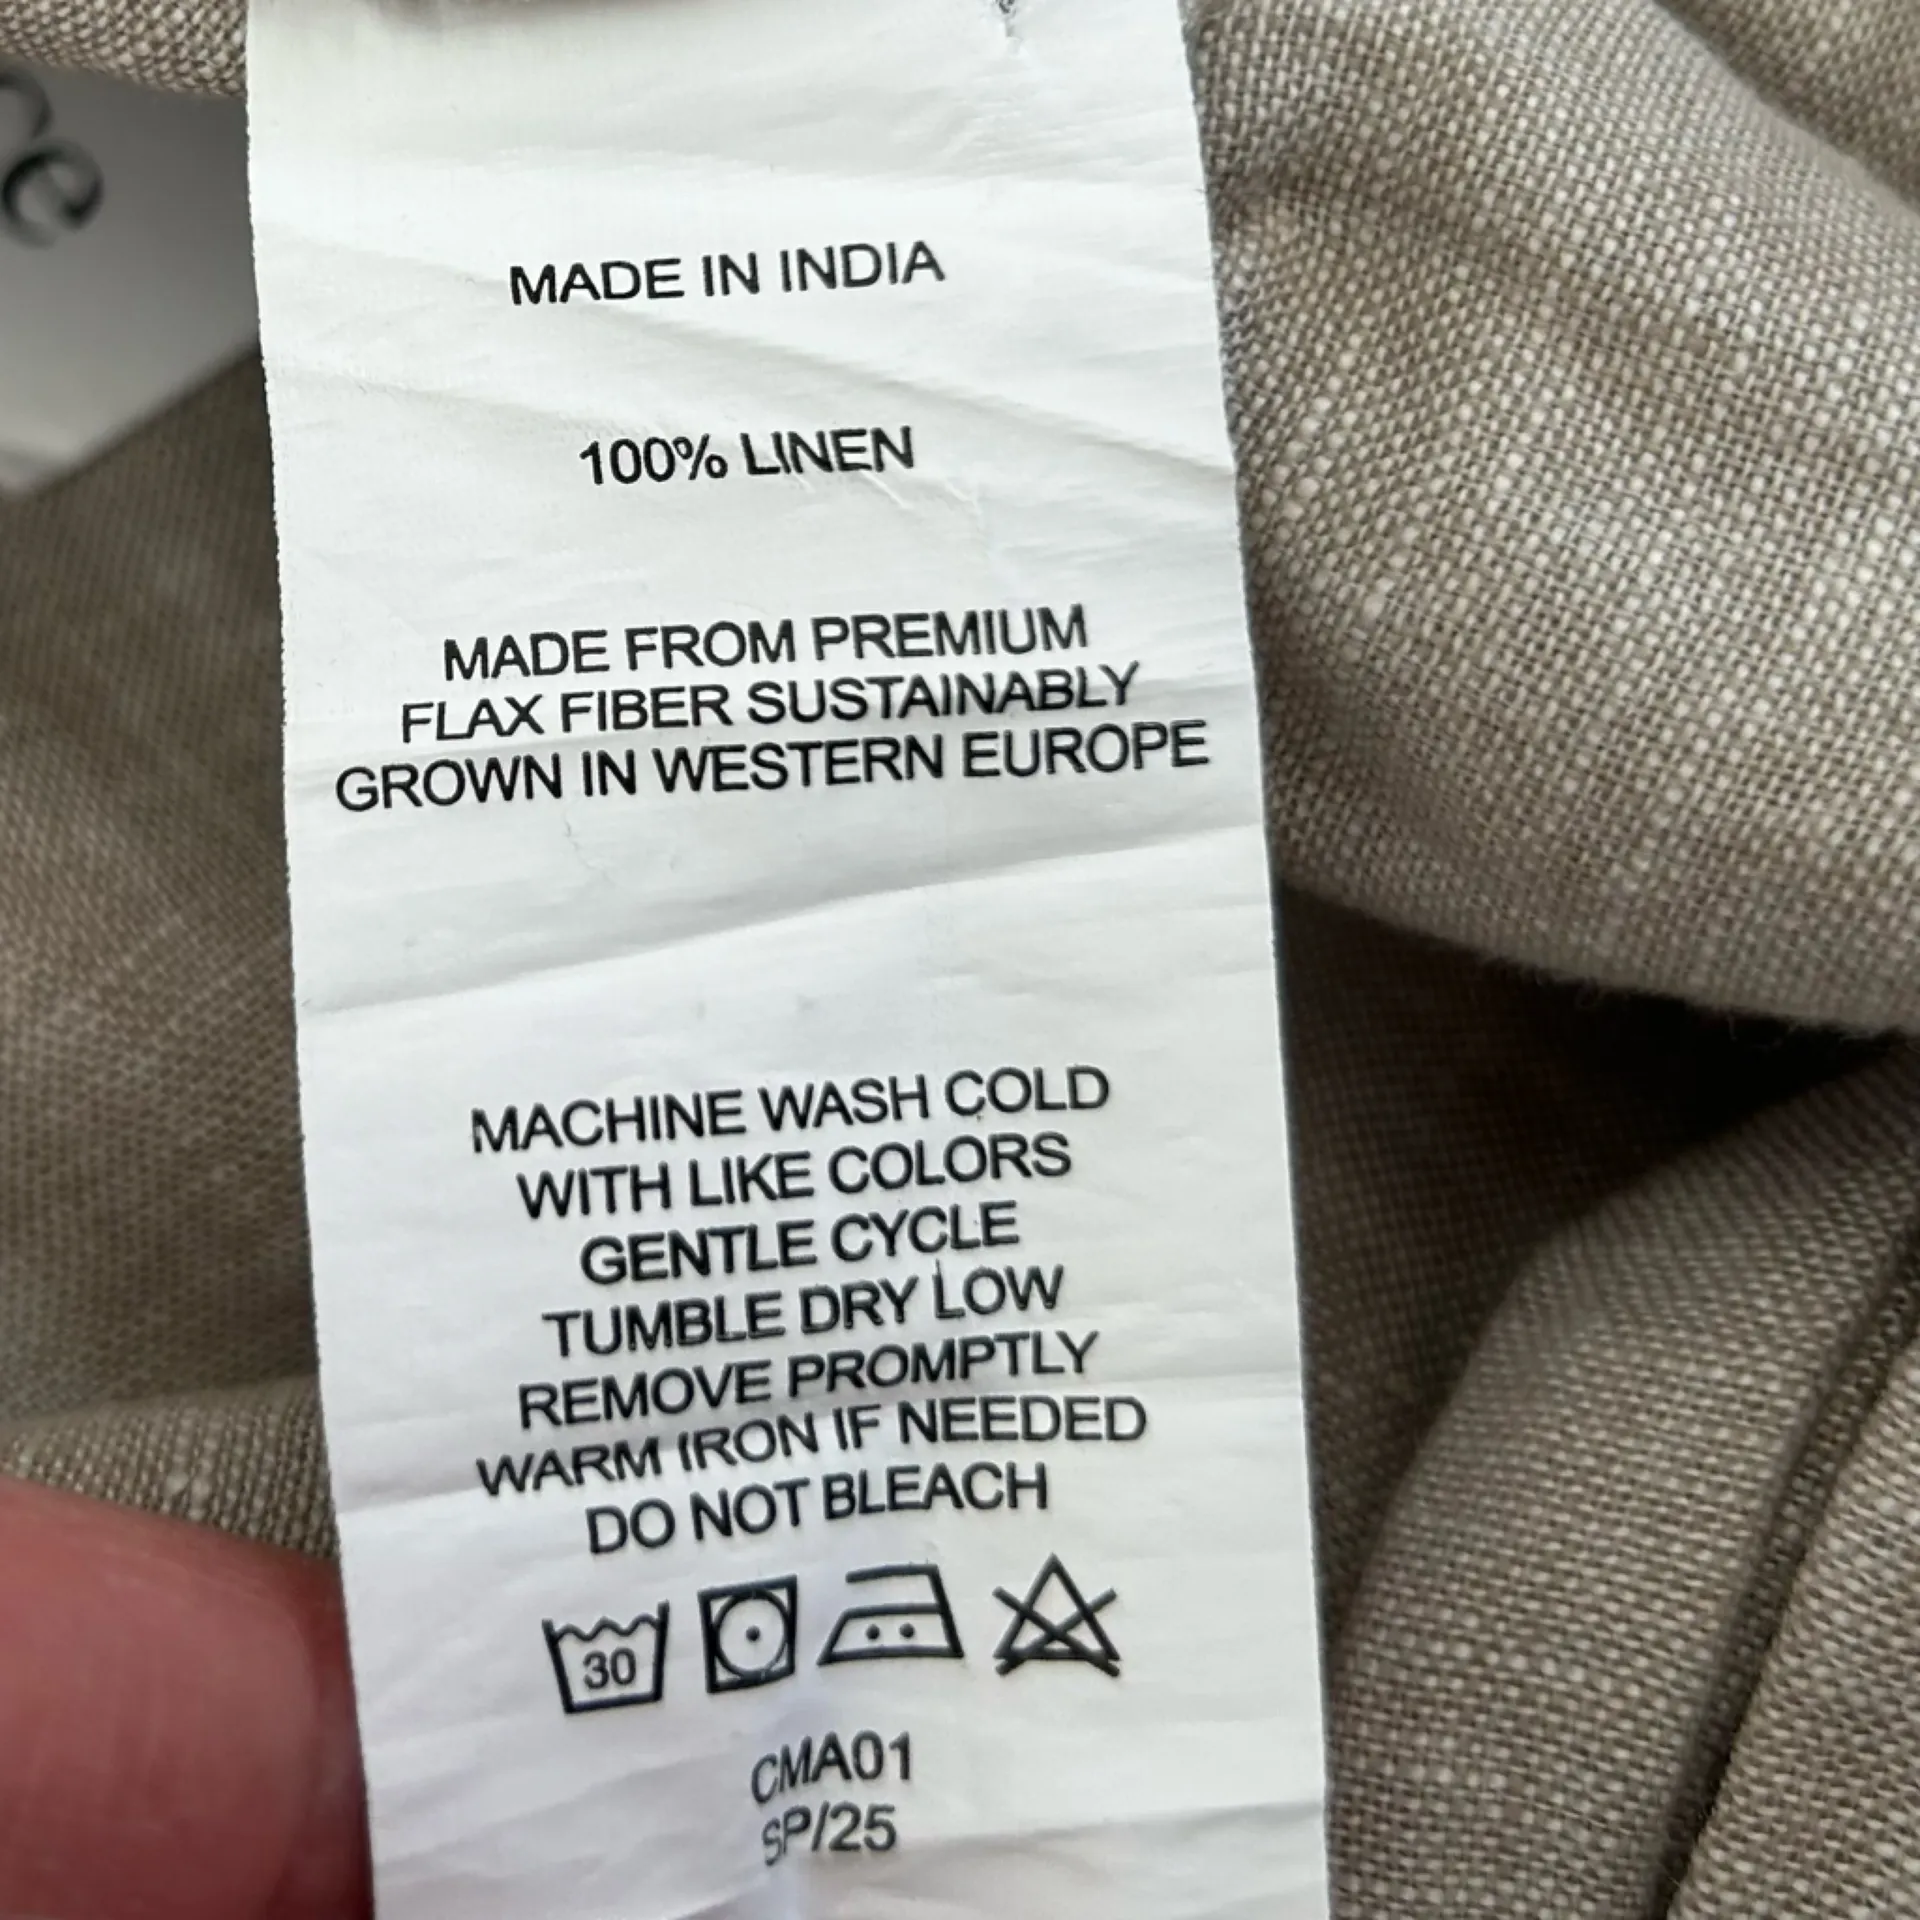 MADE IN INDIA
100% LINEN
MADE FROM PREMIUM
FLAX FIBER SUSTAINABLY
GROWN IN WESTERN EUROPE
MACHINE WASH COLD
WITH LIKE COLORS
GENTLE CYCLE
TUMBLE DRY LOW
REMOVE PROMPTLY
WARM IRON IF NEEDED
DO NOT BLEACH
30
CMA01
SP/25